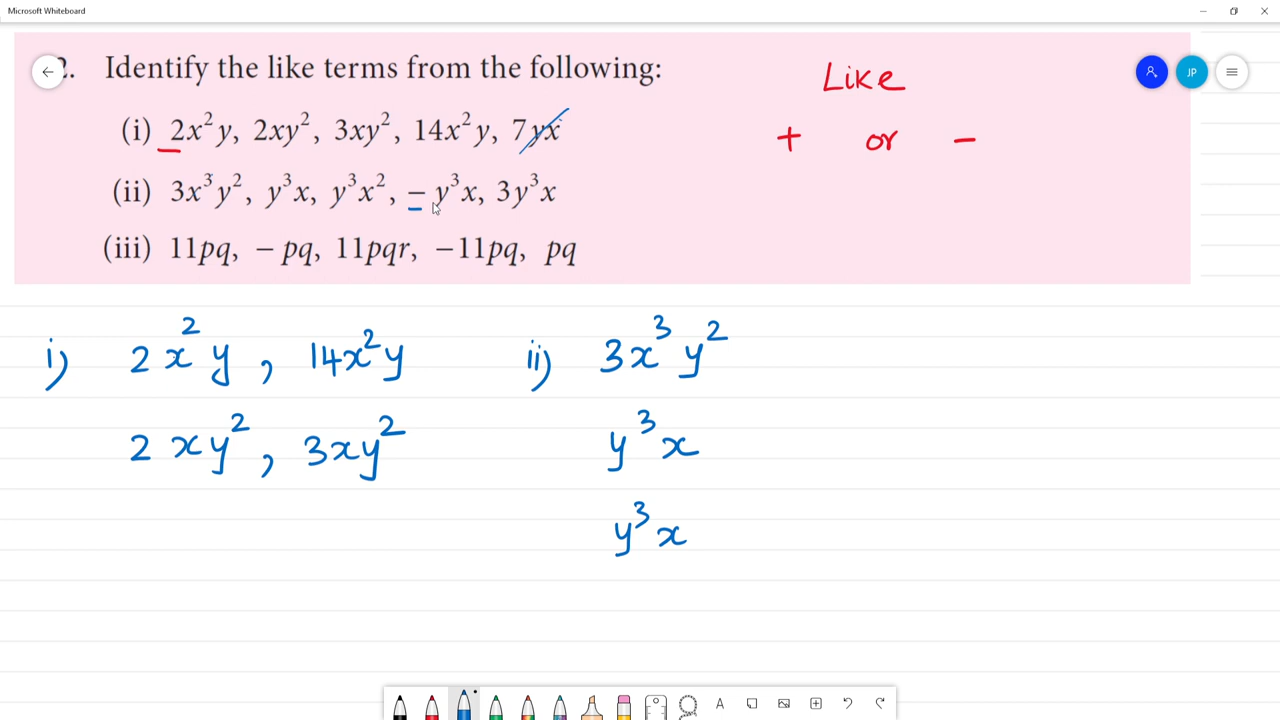 Microsoft Whiteboard
2. Identify the like terms from the following:
(i) 2x²y, 2xy², 3xy², 14x²y, 7yx
(ii) 3x³y², y³x, y³x², − y³x, 3y³x
(iii) 11pq, − pq, 11pqr, −11pq, pq
Like
+ or −
JP
i) 2x²y, 14x²y
2xy², 3xy²
ii) 3x³y²
y³x
y³x
A